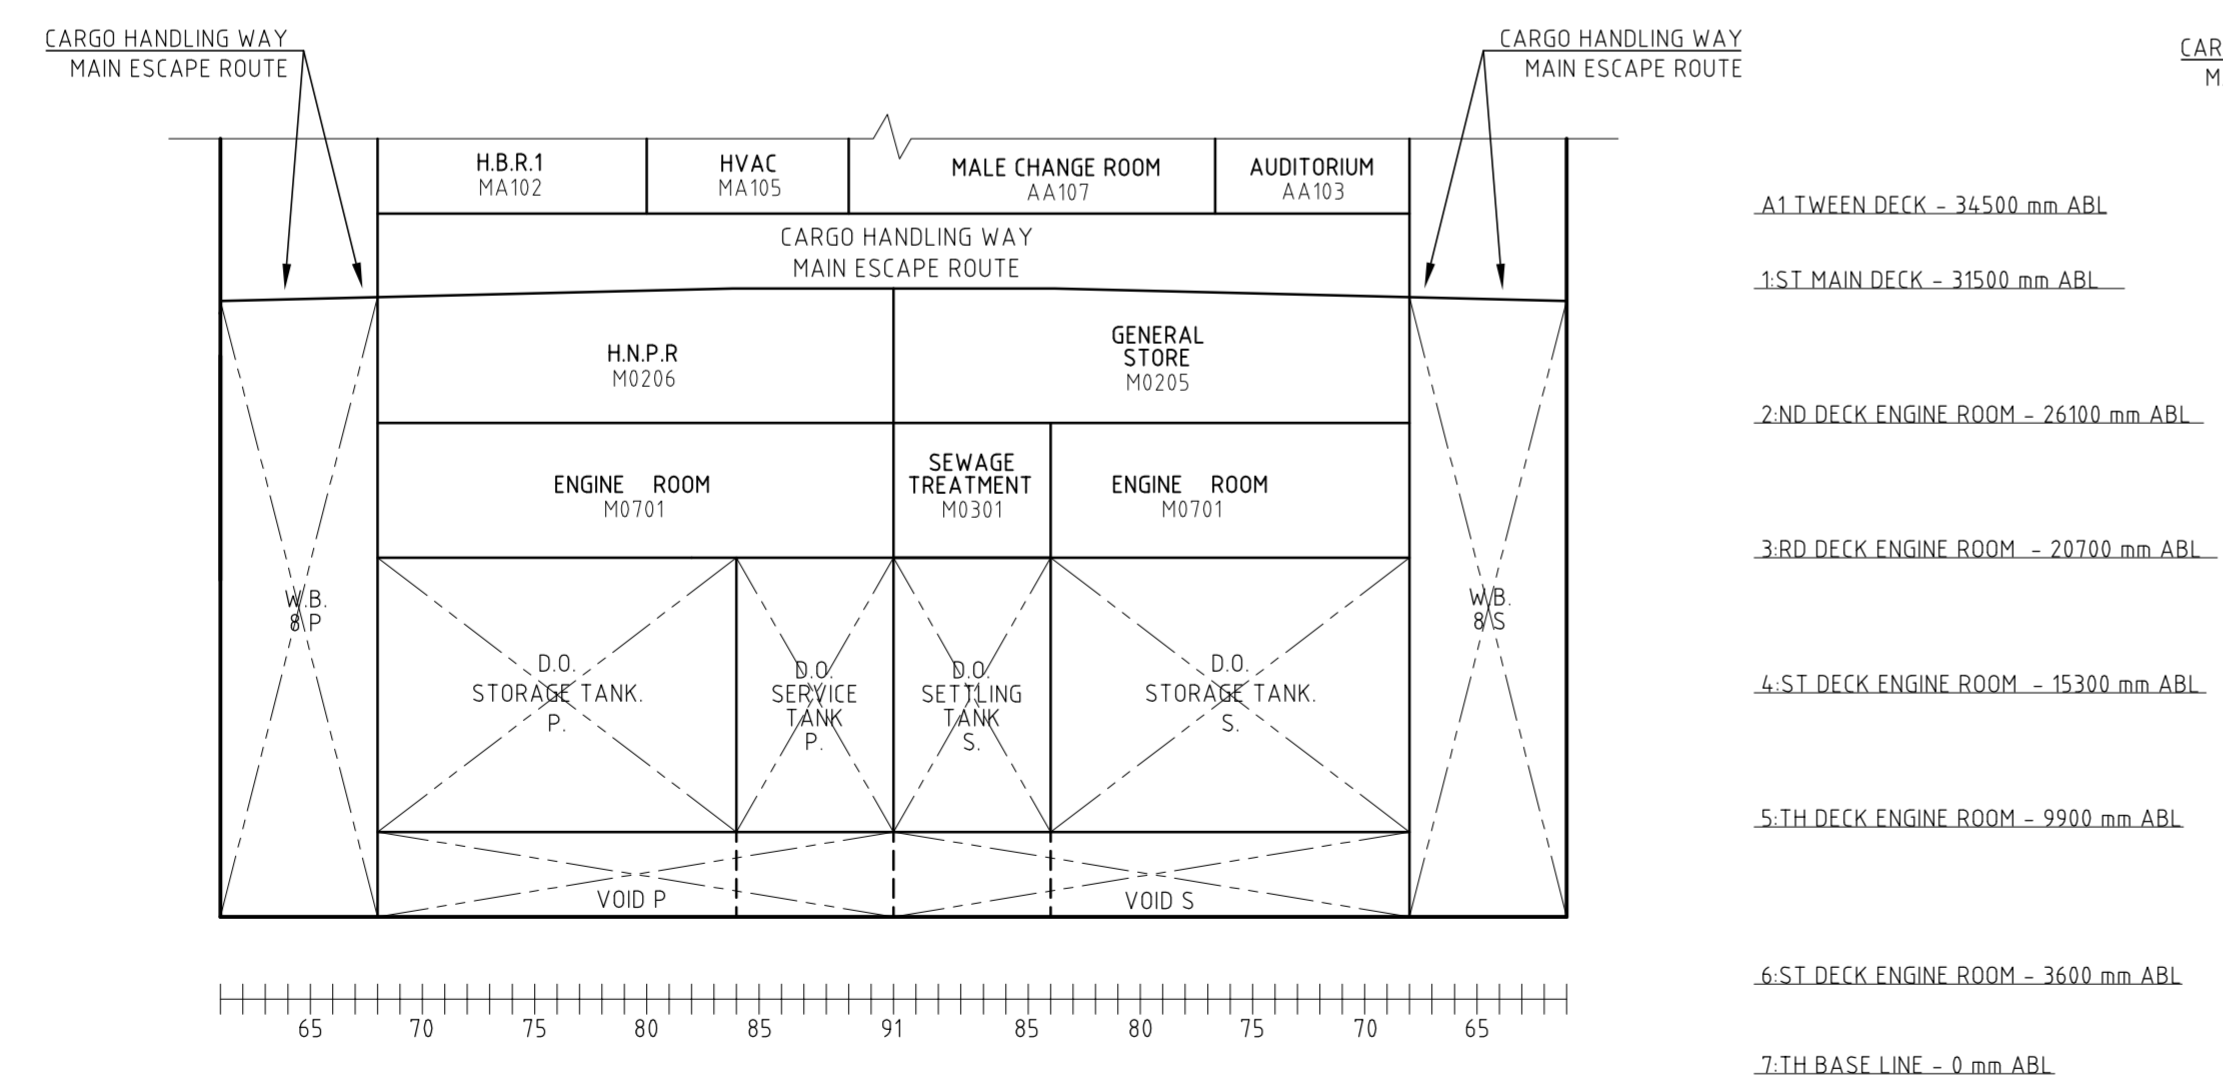 CARGO HANDLING WAY
MAIN ESCAPE ROUTE
CARGO HANDLING WAY
MAIN ESCAPE ROUTE
CAR
M
H.B.R.1
MA102
HVAC
MA105
MALE CHANGE ROOM
AA107
AUDITORIUM
AA103
CARGO HANDLING WAY
MAIN ESCAPE ROUTE
H.N.P.R
M0206
GENERAL
STORE
M0205
ENGINE ROOM
M0701
SEWAGE
TREATMENT
M0301
ENGINE ROOM
M0701
W.B.
8 P
W.B.
8 S
D.O.
STORAGE TANK.
P.
D.O.
SERVICE
TANK
P.
D.O.
SETTLING
TANK
S.
D.O.
STORAGE TANK.
S.
VOID P
VOID S
65 70 75 80 85 91 85 80 75 70 65
A1 TWEEN DECK - 34500 mm ABL
1:ST MAIN DECK - 31500 mm ABL
2:ND DECK ENGINE ROOM - 26100 mm ABL
3:RD DECK ENGINE ROOM - 20700 mm ABL
4:ST DECK ENGINE ROOM - 15300 mm ABL
5:TH DECK ENGINE ROOM - 9900 mm ABL
6:ST DECK ENGINE ROOM - 3600 mm ABL
7:TH BASE LINE - 0 mm ABL